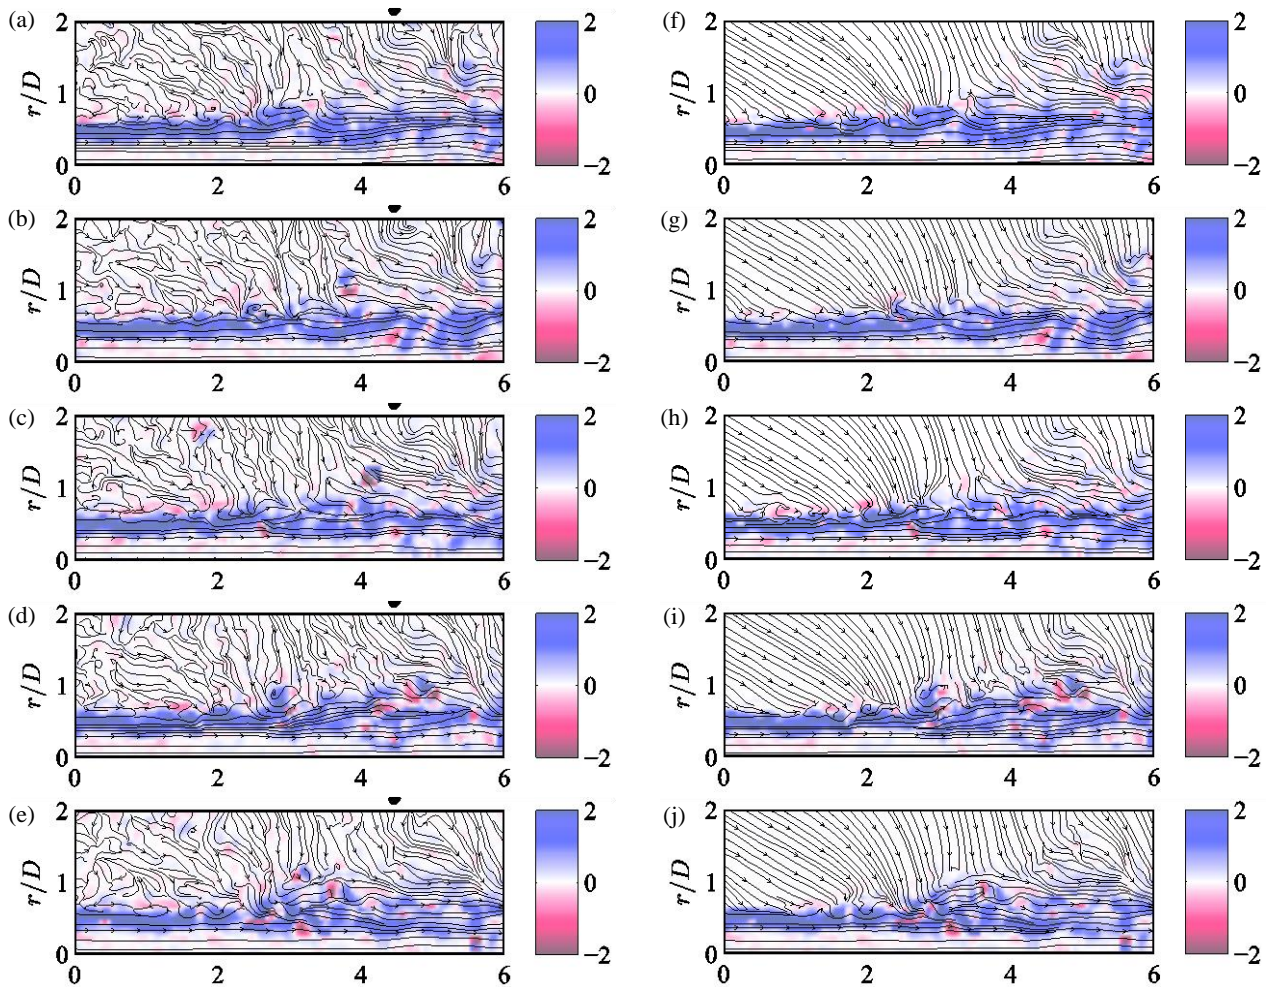 (a) r/D 2 1 0 0 2 4 6 2 0 −2
(f) r/D 2 1 0 0 2 4 6 2 0 −2
(b) r/D 2 1 0 0 2 4 6 2 0 −2
(g) r/D 2 1 0 0 2 4 6 2 0 −2
(c) r/D 2 1 0 0 2 4 6 2 0 −2
(h) r/D 2 1 0 0 2 4 6 2 0 −2
(d) r/D 2 1 0 0 2 4 6 2 0 −2
(i) r/D 2 1 0 0 2 4 6 2 0 −2
(e) r/D 2 1 0 0 2 4 6 2 0 −2
(j) r/D 2 1 0 0 2 4 6 2 0 −2